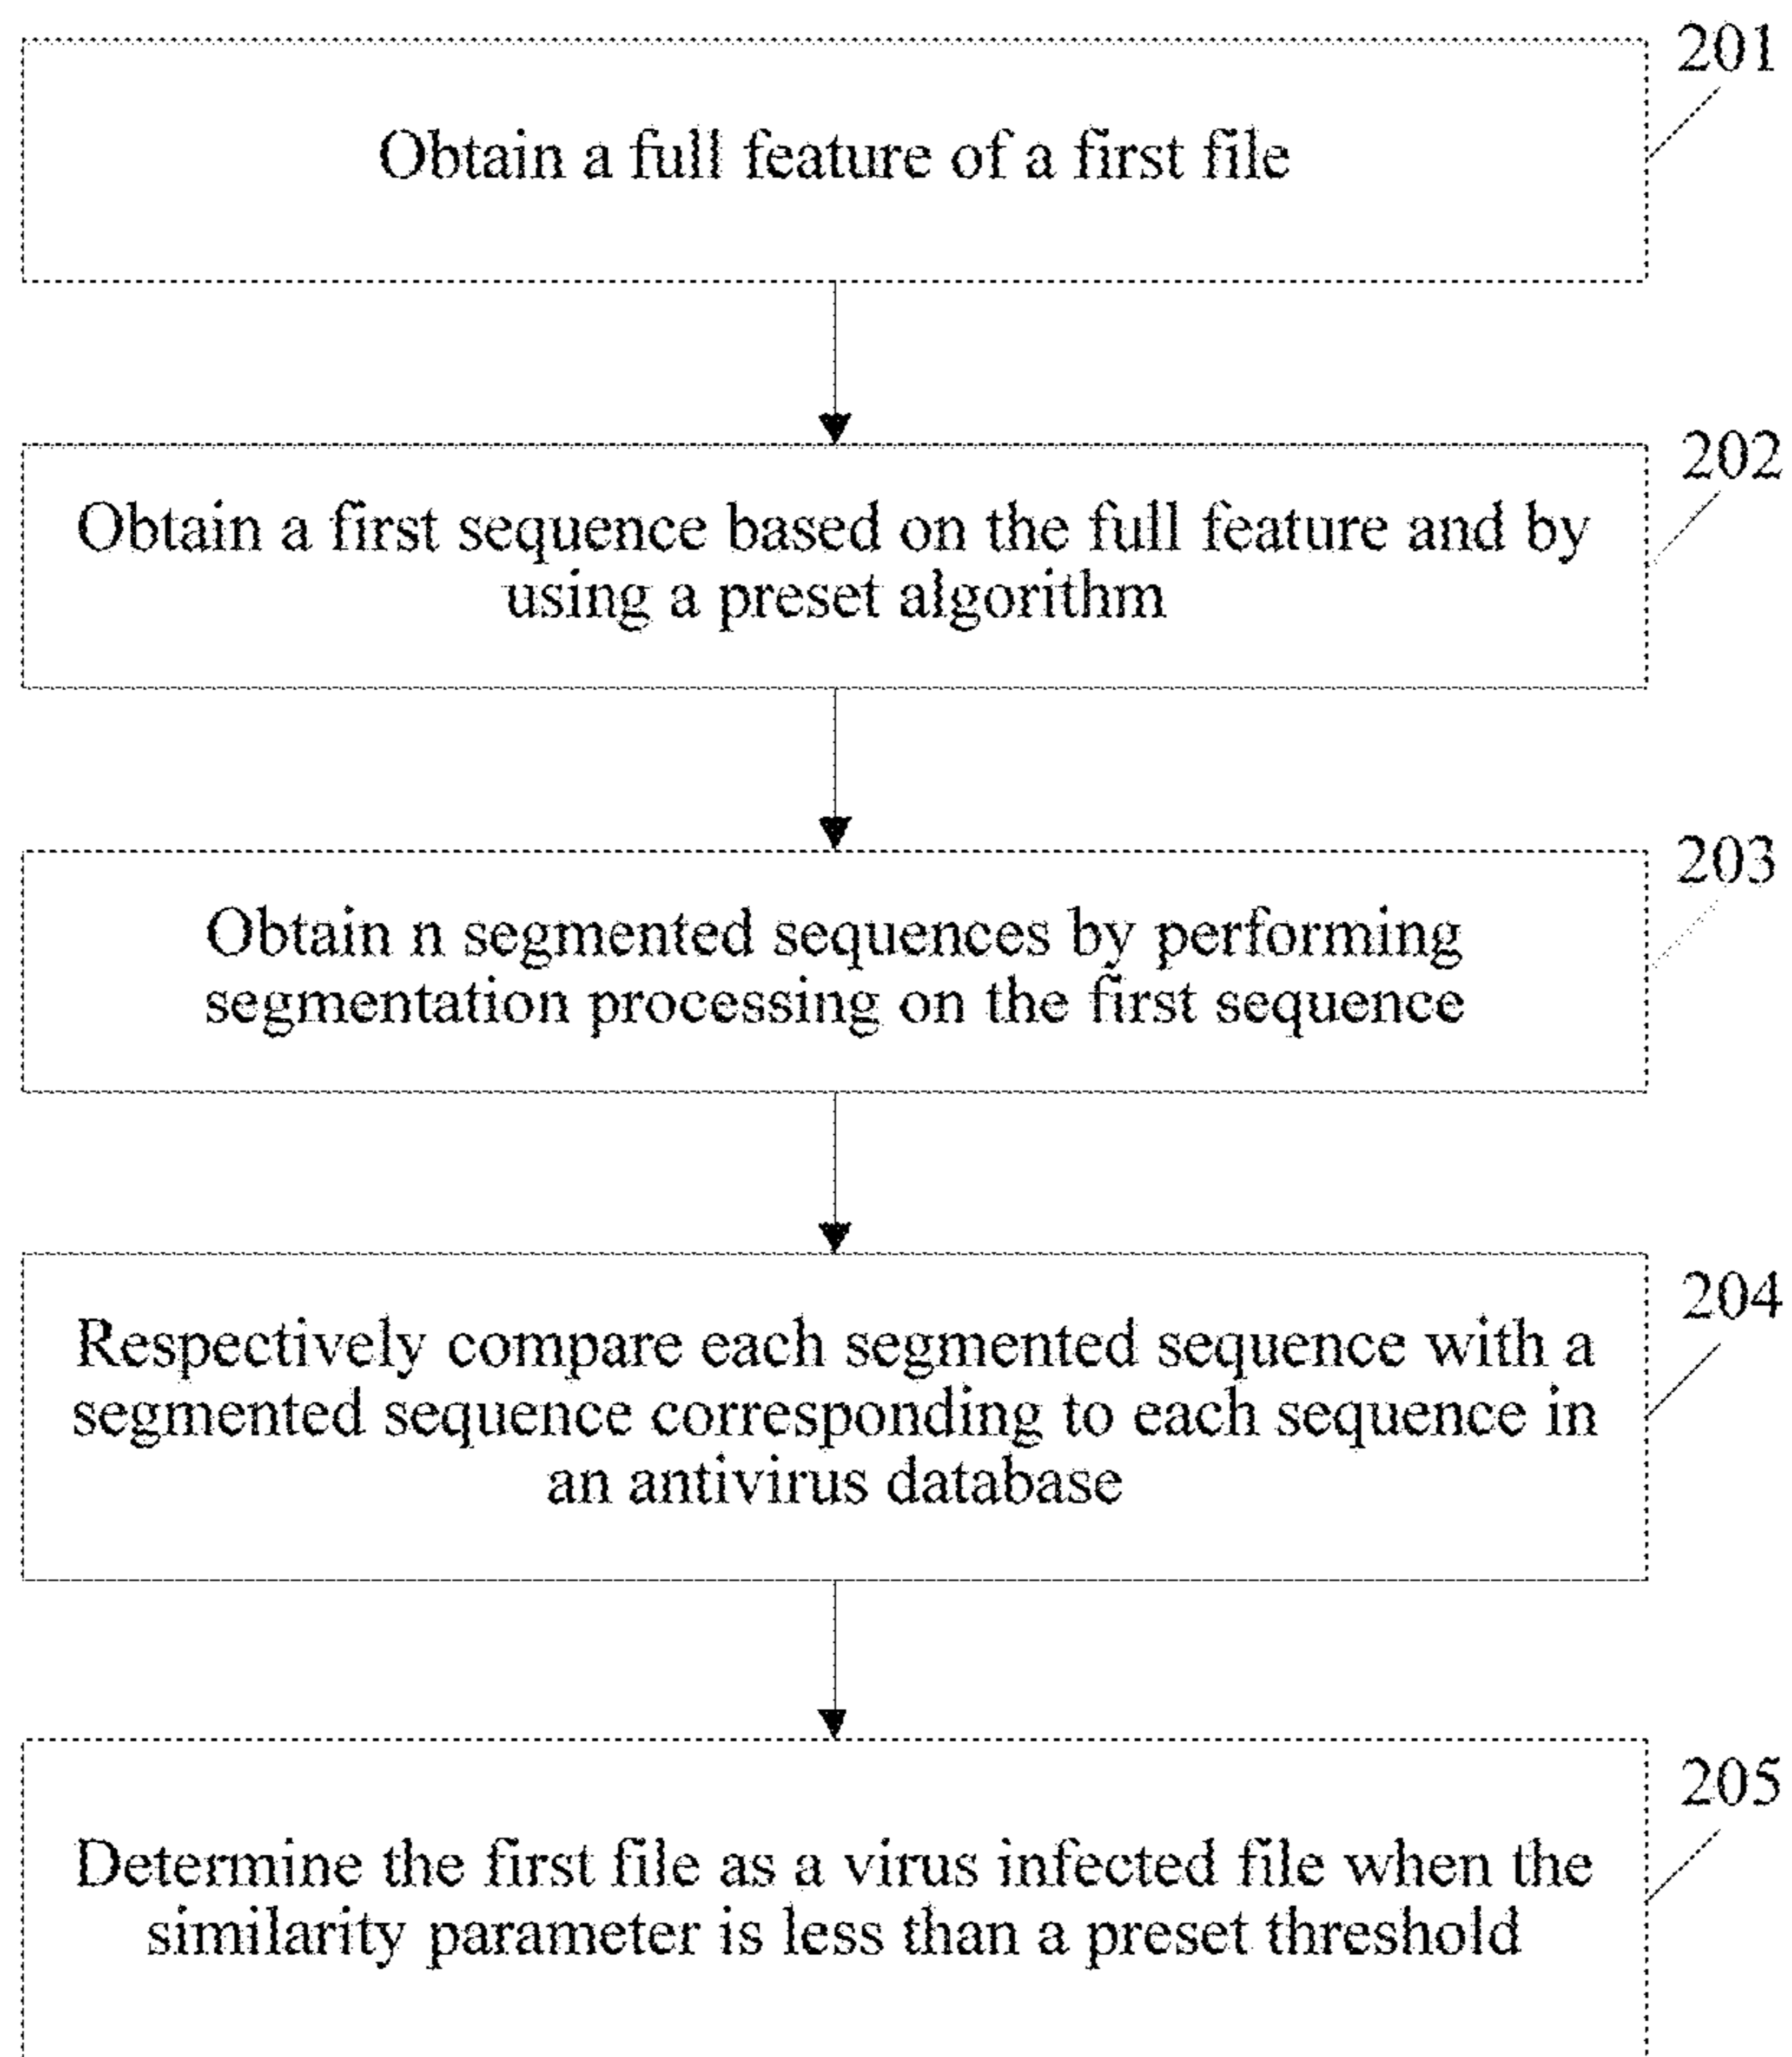 201
Obtain a full feature of a first file
202
Obtain a first sequence based on the full feature and by
using a preset algorithm
203
Obtain n segmented sequences by performing
segmentation processing on the first sequence
204
Respectively compare each segmented sequence with a
segmented sequence corresponding to each sequence in
an antivirus database
205
Determine the first file as a virus infected file when the
similarity parameter is less than a preset threshold